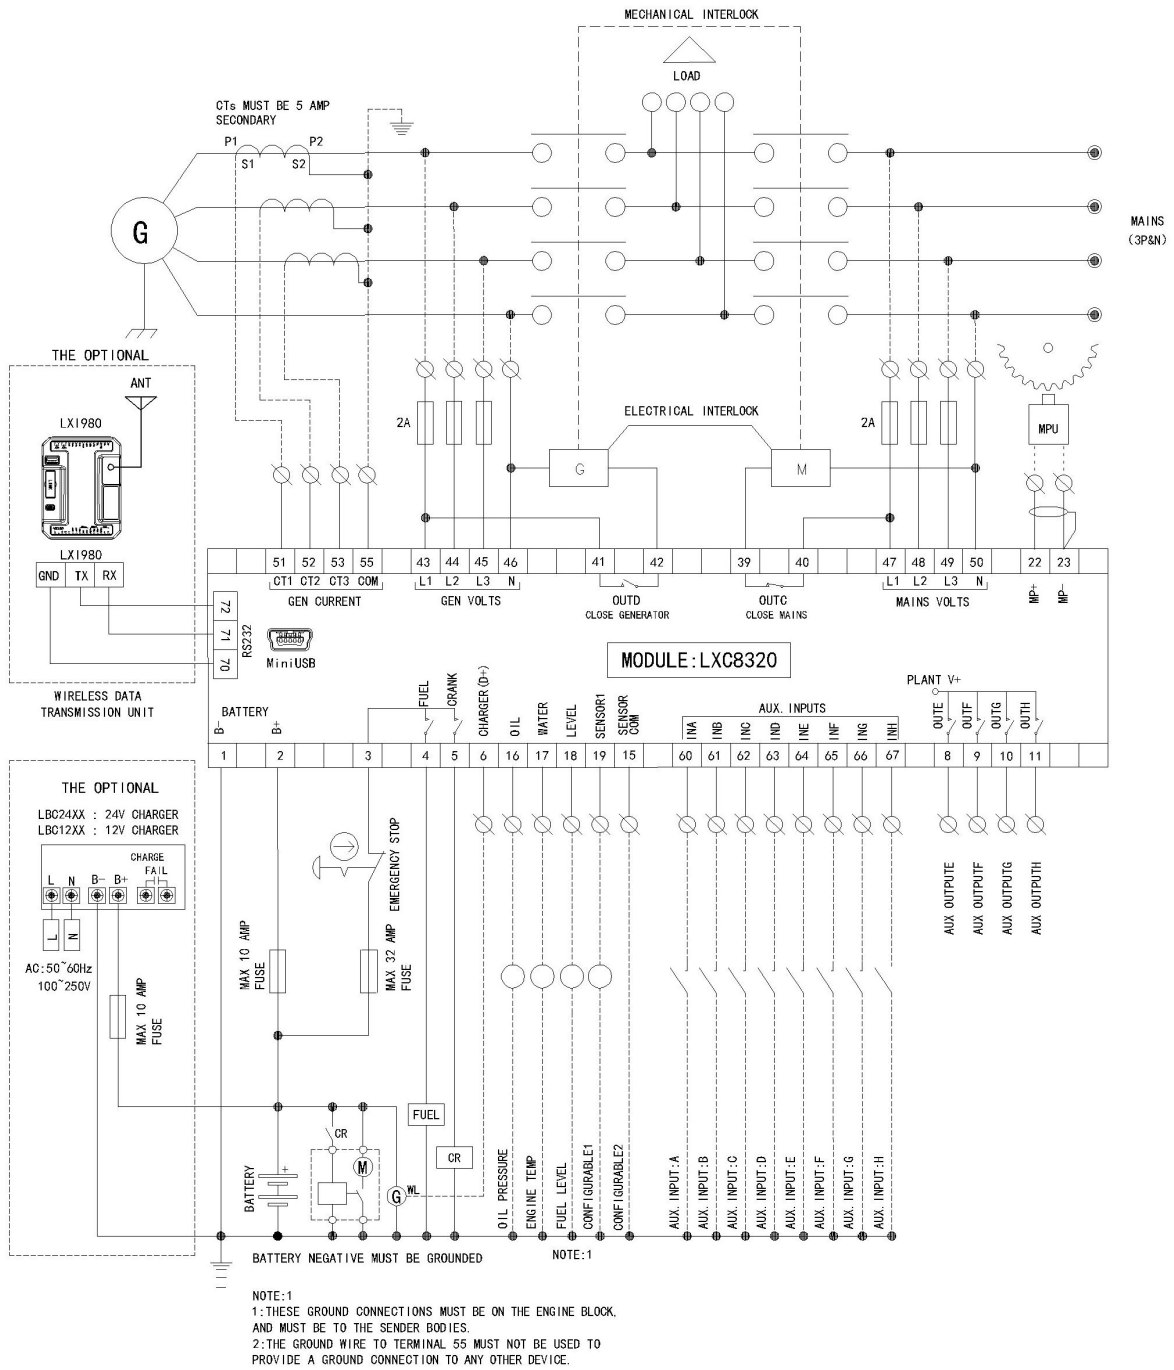 MECHANICAL INTERLOCK
LOAD
CTs MUST BE 5 AMP
SECONDARY
P1 P2
S1 S2
G
MAINS
(3P&N)
THE OPTIONAL
ANT
LXI980
2A
ELECTRICAL INTERLOCK
2A
MPU
G M
LXI980
GND TX RX
51 52 53 55 43 44 45 46 41 42 39 40 47 48 49 50 22 23
CT1 CT2 CT3 COM L1 L2 L3 N L1 L2 L3 N MP+ MP-
GEN CURRENT GEN VOLTS OUTD OUTC MAINS VOLTS
CLOSE GENERATOR CLOSE MAINS
72
71
70
RS232
MiniUSB
MODULE:LXC8320
WIRELESS DATA
TRANSMISSION UNIT
PLANT V+
BATTERY
B- B+
FUEL CRANK CHARGER(D+) OIL WATER LEVEL SENSOR1 SENSOR COM
AUX. INPUTS
INA INB INC IND INE INF ING INH
OUTE OUTF OUTG OUTH
1 2 3 4 5 6 16 17 18 19 15 60 61 62 63 64 65 66 67 8 9 10 11
THE OPTIONAL
LBC24XX : 24V CHARGER
LBC12XX : 12V CHARGER
CHARGE
FAIL
L N B- B+
L N
AC:50~60Hz
100~250V
MAX 10 AMP
FUSE
EMERGENCY STOP
MAX 10 AMP
FUSE
MAX 32 AMP
FUSE
AUX OUTPUTE
AUX OUTPUTF
AUX OUTPUTG
AUX OUTPUTH
FUEL
CR
CR
M
G
WL
BATTERY
+
OIL PRESSURE
ENGINE TEMP
FUEL LEVEL
CONFIGURABLE1
CONFIGURABLE2
AUX. INPUT:A
AUX. INPUT:B
AUX. INPUT:C
AUX. INPUT:D
AUX. INPUT:E
AUX. INPUT:F
AUX. INPUT:G
AUX. INPUT:H
BATTERY NEGATIVE MUST BE GROUNDED
NOTE:1
NOTE:1
1:THESE GROUND CONNECTIONS MUST BE ON THE ENGINE BLOCK,
AND MUST BE TO THE SENDER BODIES.
2:THE GROUND WIRE TO TERMINAL 55 MUST NOT BE USED TO
PROVIDE A GROUND CONNECTION TO ANY OTHER DEVICE.